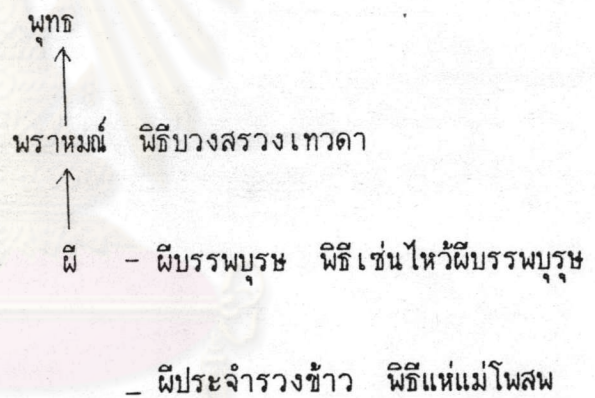 พุทธ
พราหมณ์ พิธีบวงสรวงเทวดา
ผี - ผีบรรพบุรษ พิธีเซ่นไหว้ผีบรรพบุรุษ
_ ผีประจำรวงข้าว พิธีแห่แม่โพสพ